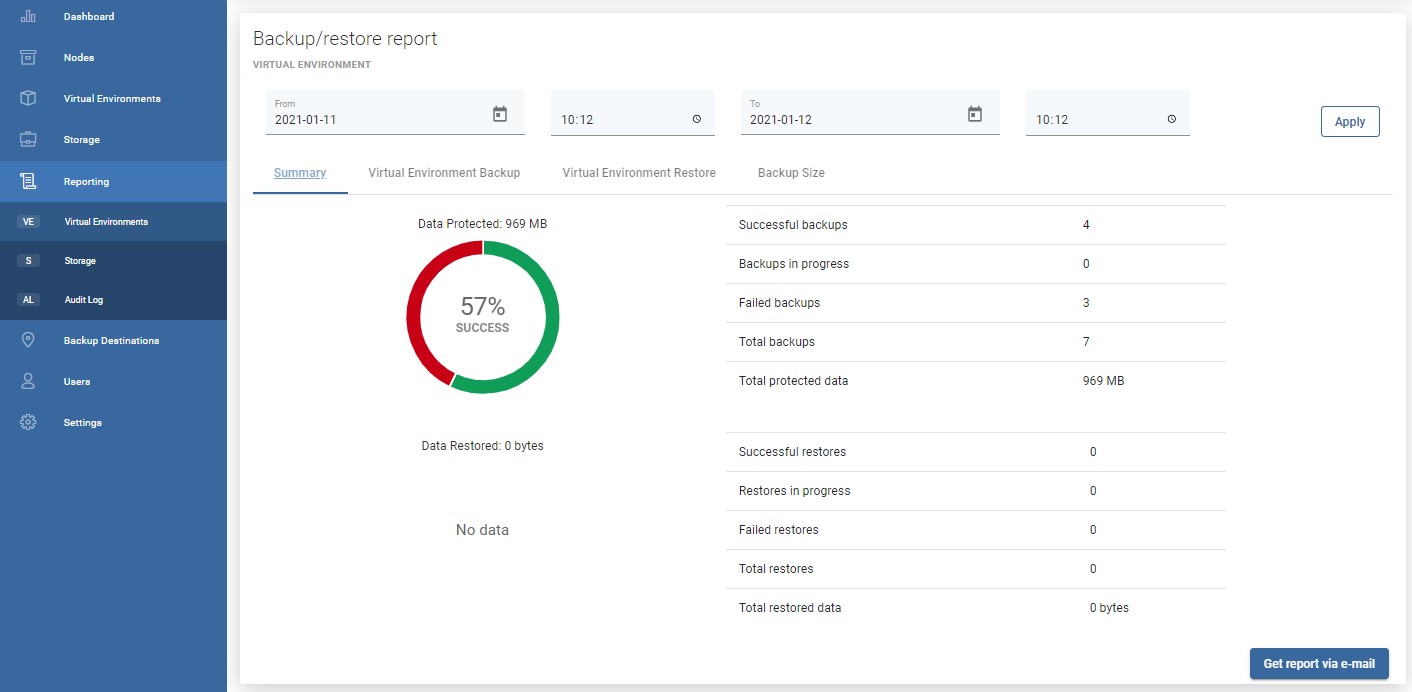 Dashboard
Nodes
Virtual Environments
Storage
Reporting
VE Virtual Environments
S Storage
AL Audit Log
Backup Destinations
Users
Settings
Backup/restore report
VIRTUAL ENVIRONMENT
From
2021-01-11
10:12
To
2021-01-12
10:12
Apply
Summary Virtual Environment Backup Virtual Environment Restore Backup Size
Data Protected: 969 MB
57%
SUCCESS
Data Restored: 0 bytes
No data
Successful backups 4
Backups in progress 0
Failed backups 3
Total backups 7
Total protected data 969 MB
Successful restores 0
Restores in progress 0
Failed restores 0
Total restores 0
Total restored data 0 bytes
Get report via e-mail